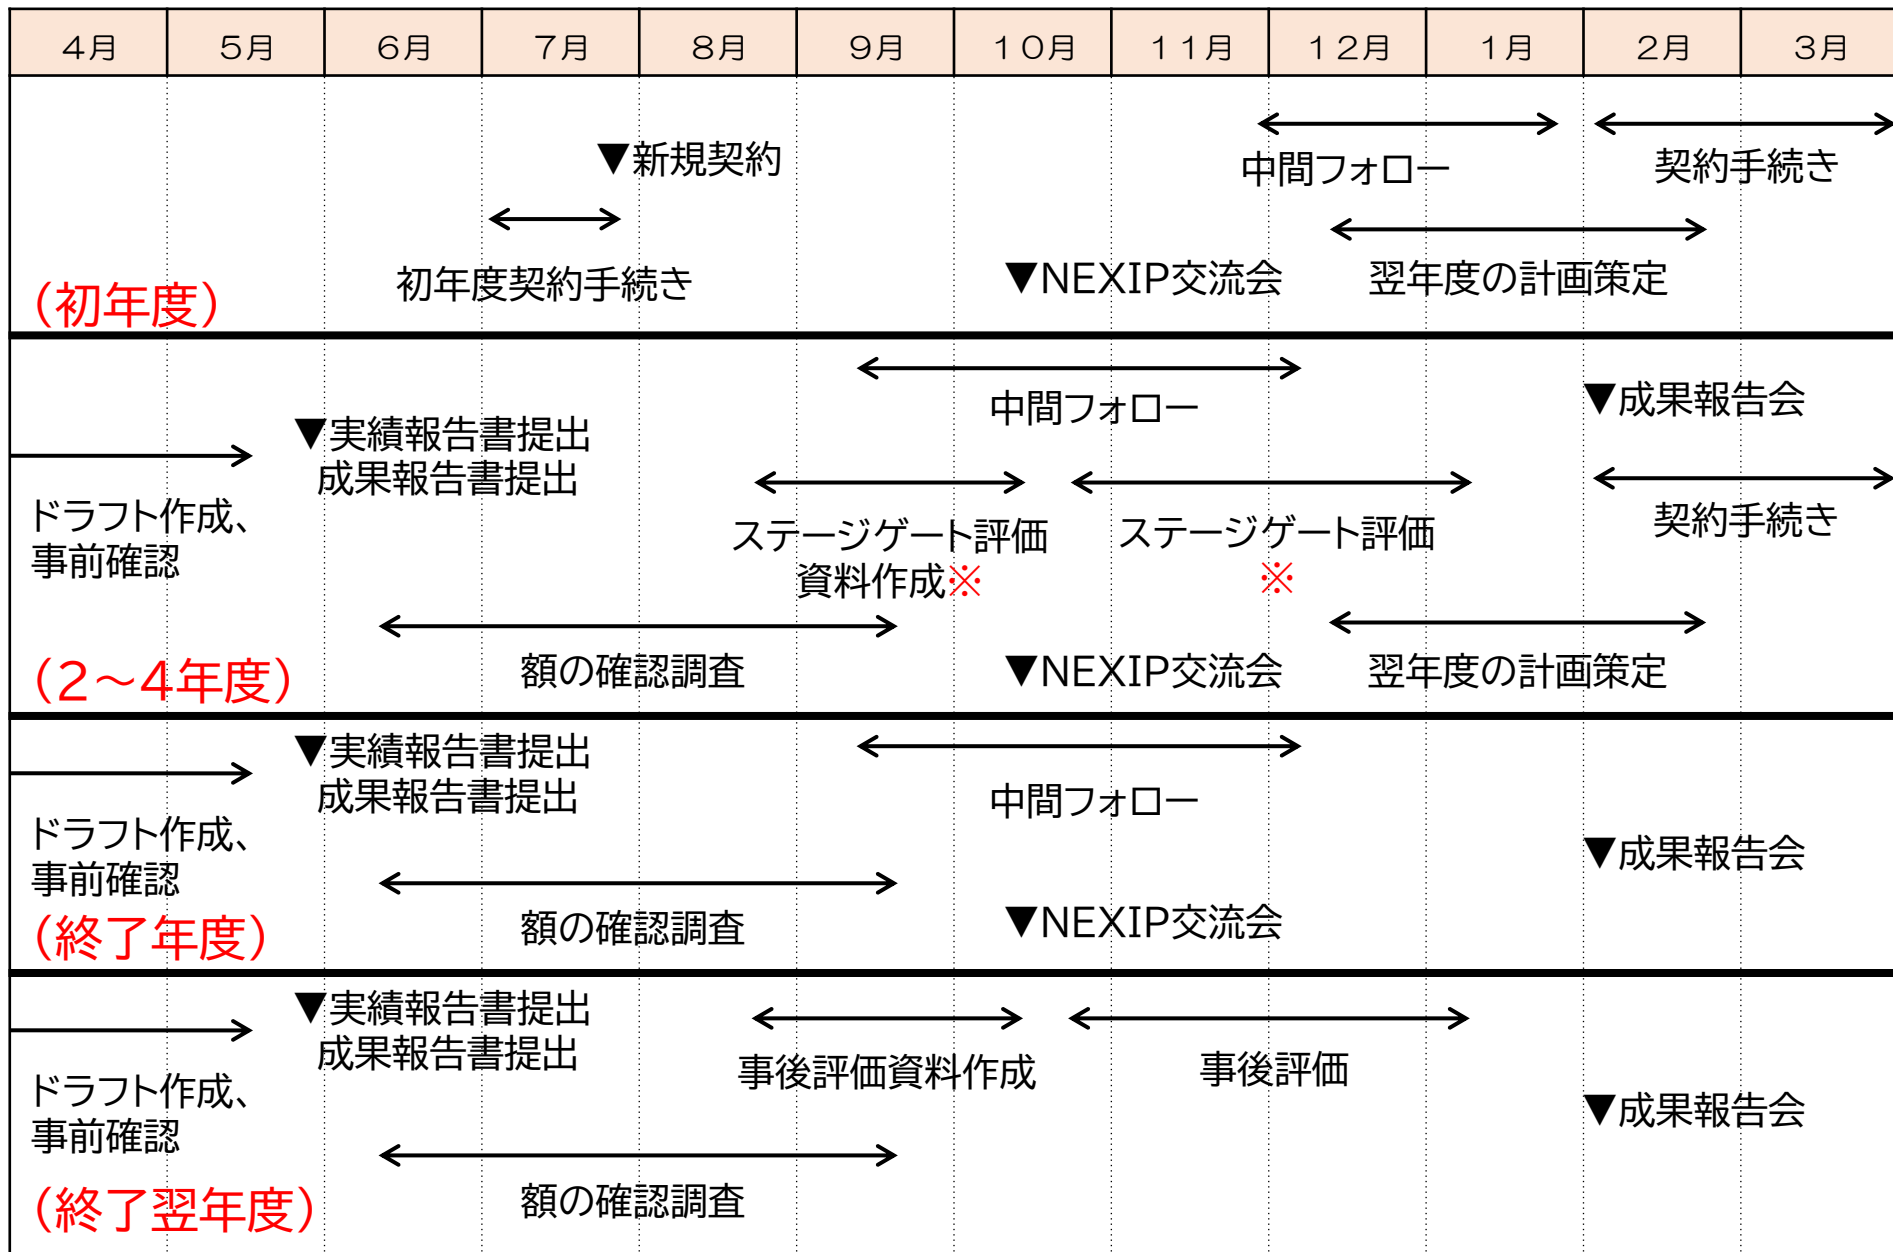 4月 5月 6月 7月 8月 9月 10月 11月 12月 1月 2月 3月
▼新規契約
中間フォロー
契約手続き
初年度契約手続き
▼NEXIP交流会
翌年度の計画策定
（初年度）
中間フォロー
▼成果報告会
▼実績報告書提出
成果報告書提出
ドラフト作成、
事前確認
ステージゲート評価
資料作成※
ステージゲート評価
※
契約手続き
額の確認調査
▼NEXIP交流会
翌年度の計画策定
（2～4年度）
▼実績報告書提出
成果報告書提出
中間フォロー
ドラフト作成、
事前確認
▼成果報告会
額の確認調査
▼NEXIP交流会
（終了年度）
▼実績報告書提出
成果報告書提出
事後評価資料作成
事後評価
ドラフト作成、
事前確認
▼成果報告会
額の確認調査
（終了翌年度）